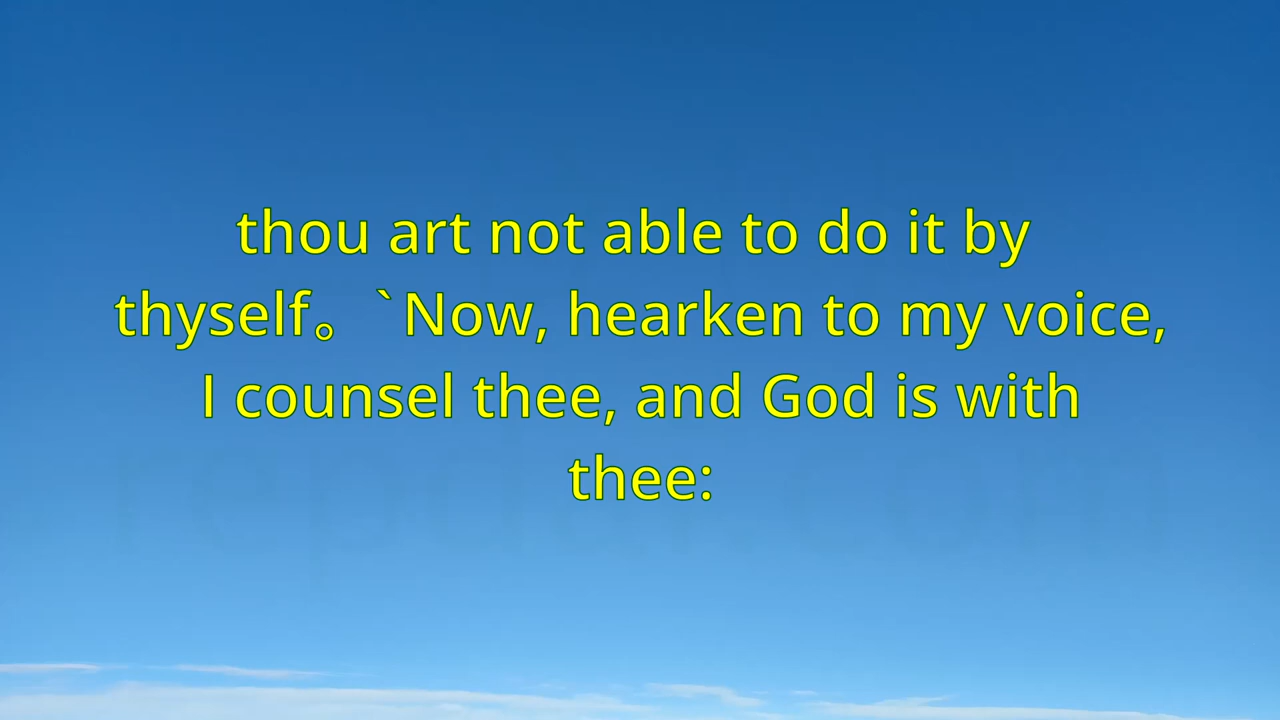 thou art not able to do it by
thyself。 `Now, hearken to my voice,
I counsel thee, and God is with
thee: